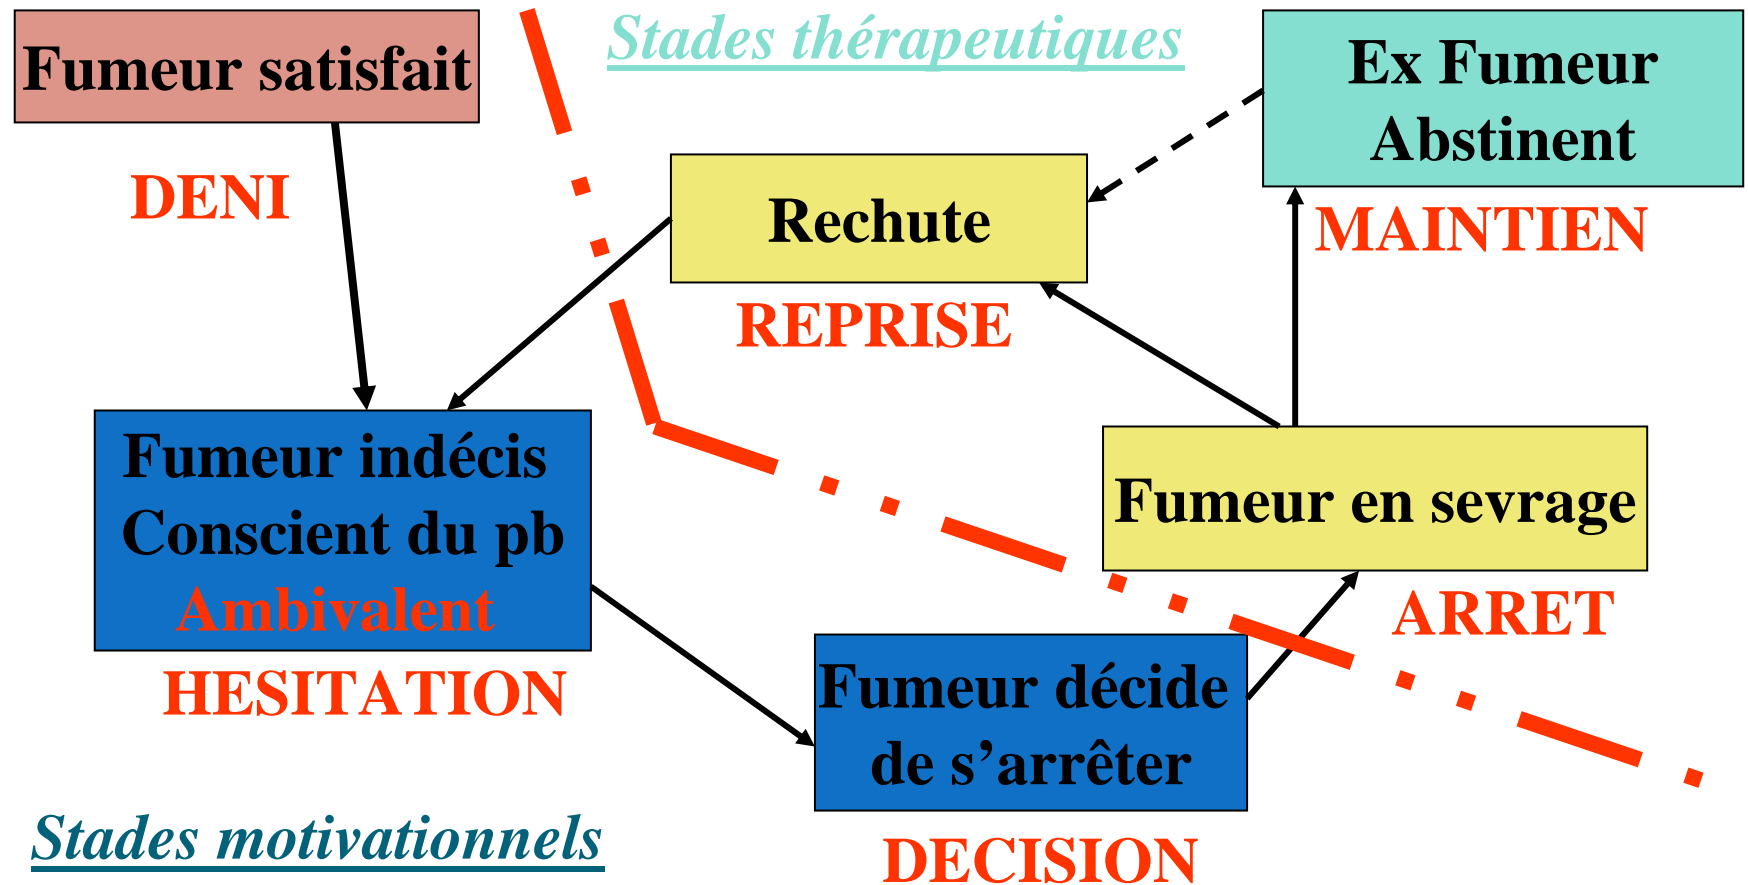 Fumeur satisfait
DENI
Stades thérapeutiques
Ex Fumeur
Abstinent
MAINTIEN
Rechute
REPRISE
Fumeur indécis
Conscient du pb
Ambivalent
HESITATION
Fumeur en sevrage
ARRET
Fumeur décide
de s’arrêter
DECISION
Stades motivationnels